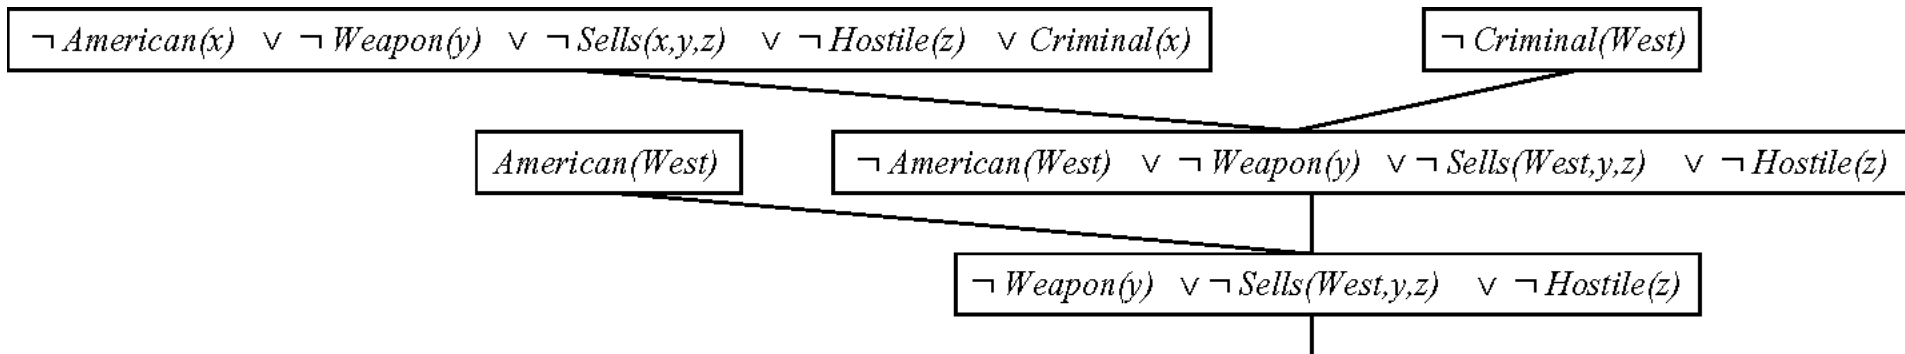 ¬ American(x) ∨ ¬ Weapon(y) ∨ ¬ Sells(x,y,z) ∨ ¬ Hostile(z) ∨ Criminal(x)
¬ Criminal(West)
American(West)
¬ American(West) ∨ ¬ Weapon(y) ∨ ¬ Sells(West,y,z) ∨ ¬ Hostile(z)
¬ Weapon(y) ∨ ¬ Sells(West,y,z) ∨ ¬ Hostile(z)